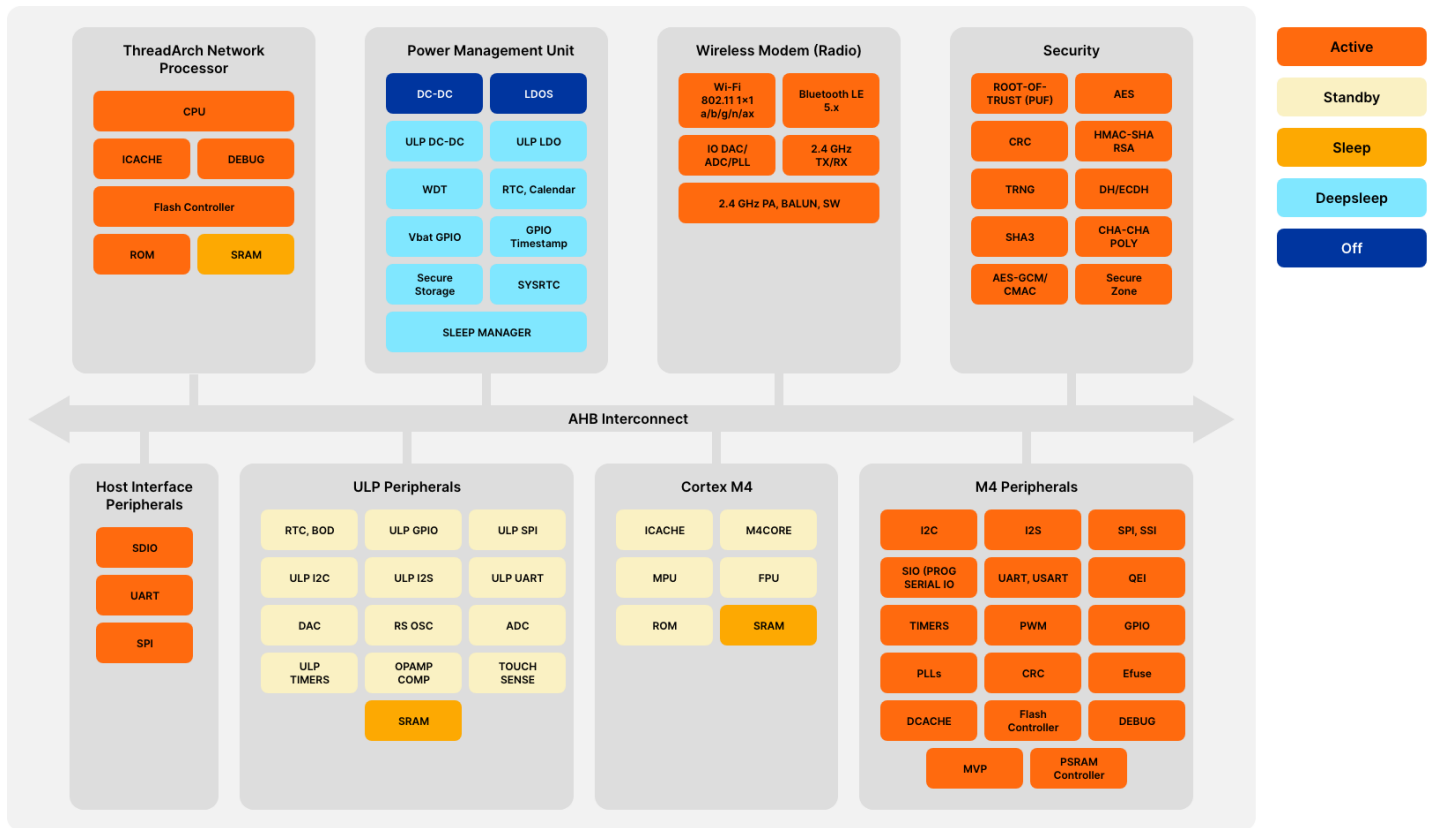 ThreadArch Network
Processor
CPU
ICACHE
DEBUG
Flash Controller
ROM
SRAM
Power Management Unit
DC-DC
LDOS
ULP DC-DC
ULP LDO
WDT
RTC, Calendar
Vbat GPIO
GPIO
Timestamp
Secure
Storage
SYSRTC
SLEEP MANAGER
Wireless Modem (Radio)
Wi-Fi
802.11 1×1
a/b/g/n/ax
Bluetooth LE
5.x
IO DAC/
ADC/PLL
2.4 GHz
TX/RX
2.4 GHz PA, BALUN, SW
Security
ROOT-OF-
TRUST (PUF)
AES
CRC
HMAC-SHA
RSA
TRNG
DH/ECDH
SHA3
CHA-CHA
POLY
AES-GCM/
CMAC
Secure
Zone
Active
Standby
Sleep
Deepsleep
Off
AHB Interconnect
Host Interface
Peripherals
SDIO
UART
SPI
ULP Peripherals
RTC, BOD
ULP GPIO
ULP SPI
ULP I2C
ULP I2S
ULP UART
DAC
RS OSC
ADC
ULP
TIMERS
OPAMP
COMP
TOUCH
SENSE
SRAM
Cortex M4
ICACHE
M4CORE
MPU
FPU
ROM
SRAM
M4 Peripherals
I2C
I2S
SPI, SSI
SIO (PROG
SERIAL IO
UART, USART
QEI
TIMERS
PWM
GPIO
PLLs
CRC
Efuse
DCACHE
Flash
Controller
DEBUG
MVP
PSRAM
Controller